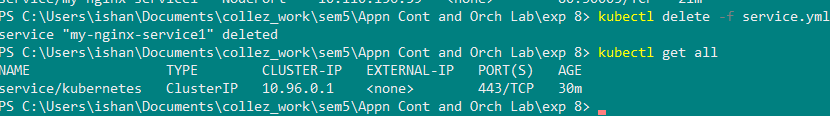 PS C:\Users\ishan\Documents\collez_work\sem5\Appn Cont and Orch Lab\exp 8> kubectl delete -f service.yml
service "my-nginx-service1" deleted
PS C:\Users\ishan\Documents\collez_work\sem5\Appn Cont and Orch Lab\exp 8> kubectl get all
NAME TYPE CLUSTER-IP EXTERNAL-IP PORT(S) AGE
service/kubernetes ClusterIP 10.96.0.1 <none> 443/TCP 30m
PS C:\Users\ishan\Documents\collez_work\sem5\Appn Cont and Orch Lab\exp 8>